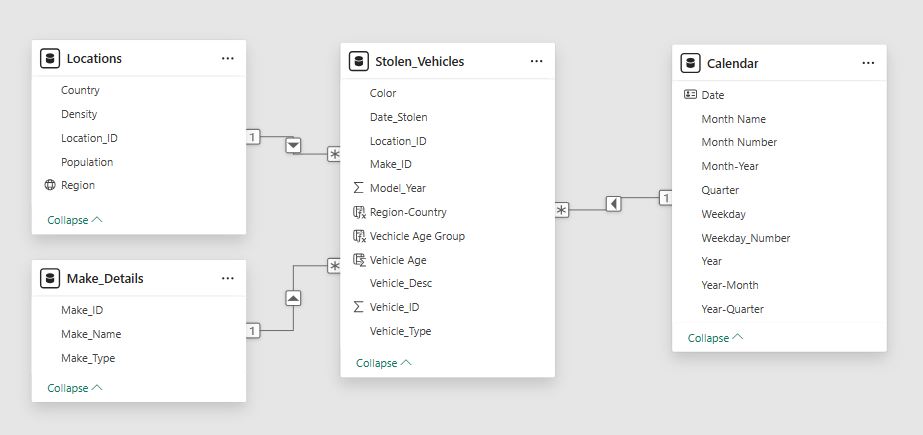 Locations
Country
Density
Location_ID
Population
Region
Collapse
1
*
Make_Details
Make_ID
Make_Name
Make_Type
Collapse
1
*
Stolen_Vehicles
Color
Date_Stolen
Location_ID
Make_ID
Model_Year
Region-Country
Vechicle Age Group
Vehicle Age
Vehicle_Desc
Vehicle_ID
Vehicle_Type
Collapse
*
1
Calendar
Date
Month Name
Month Number
Month-Year
Quarter
Weekday
Weekday_Number
Year
Year-Month
Year-Quarter
Collapse